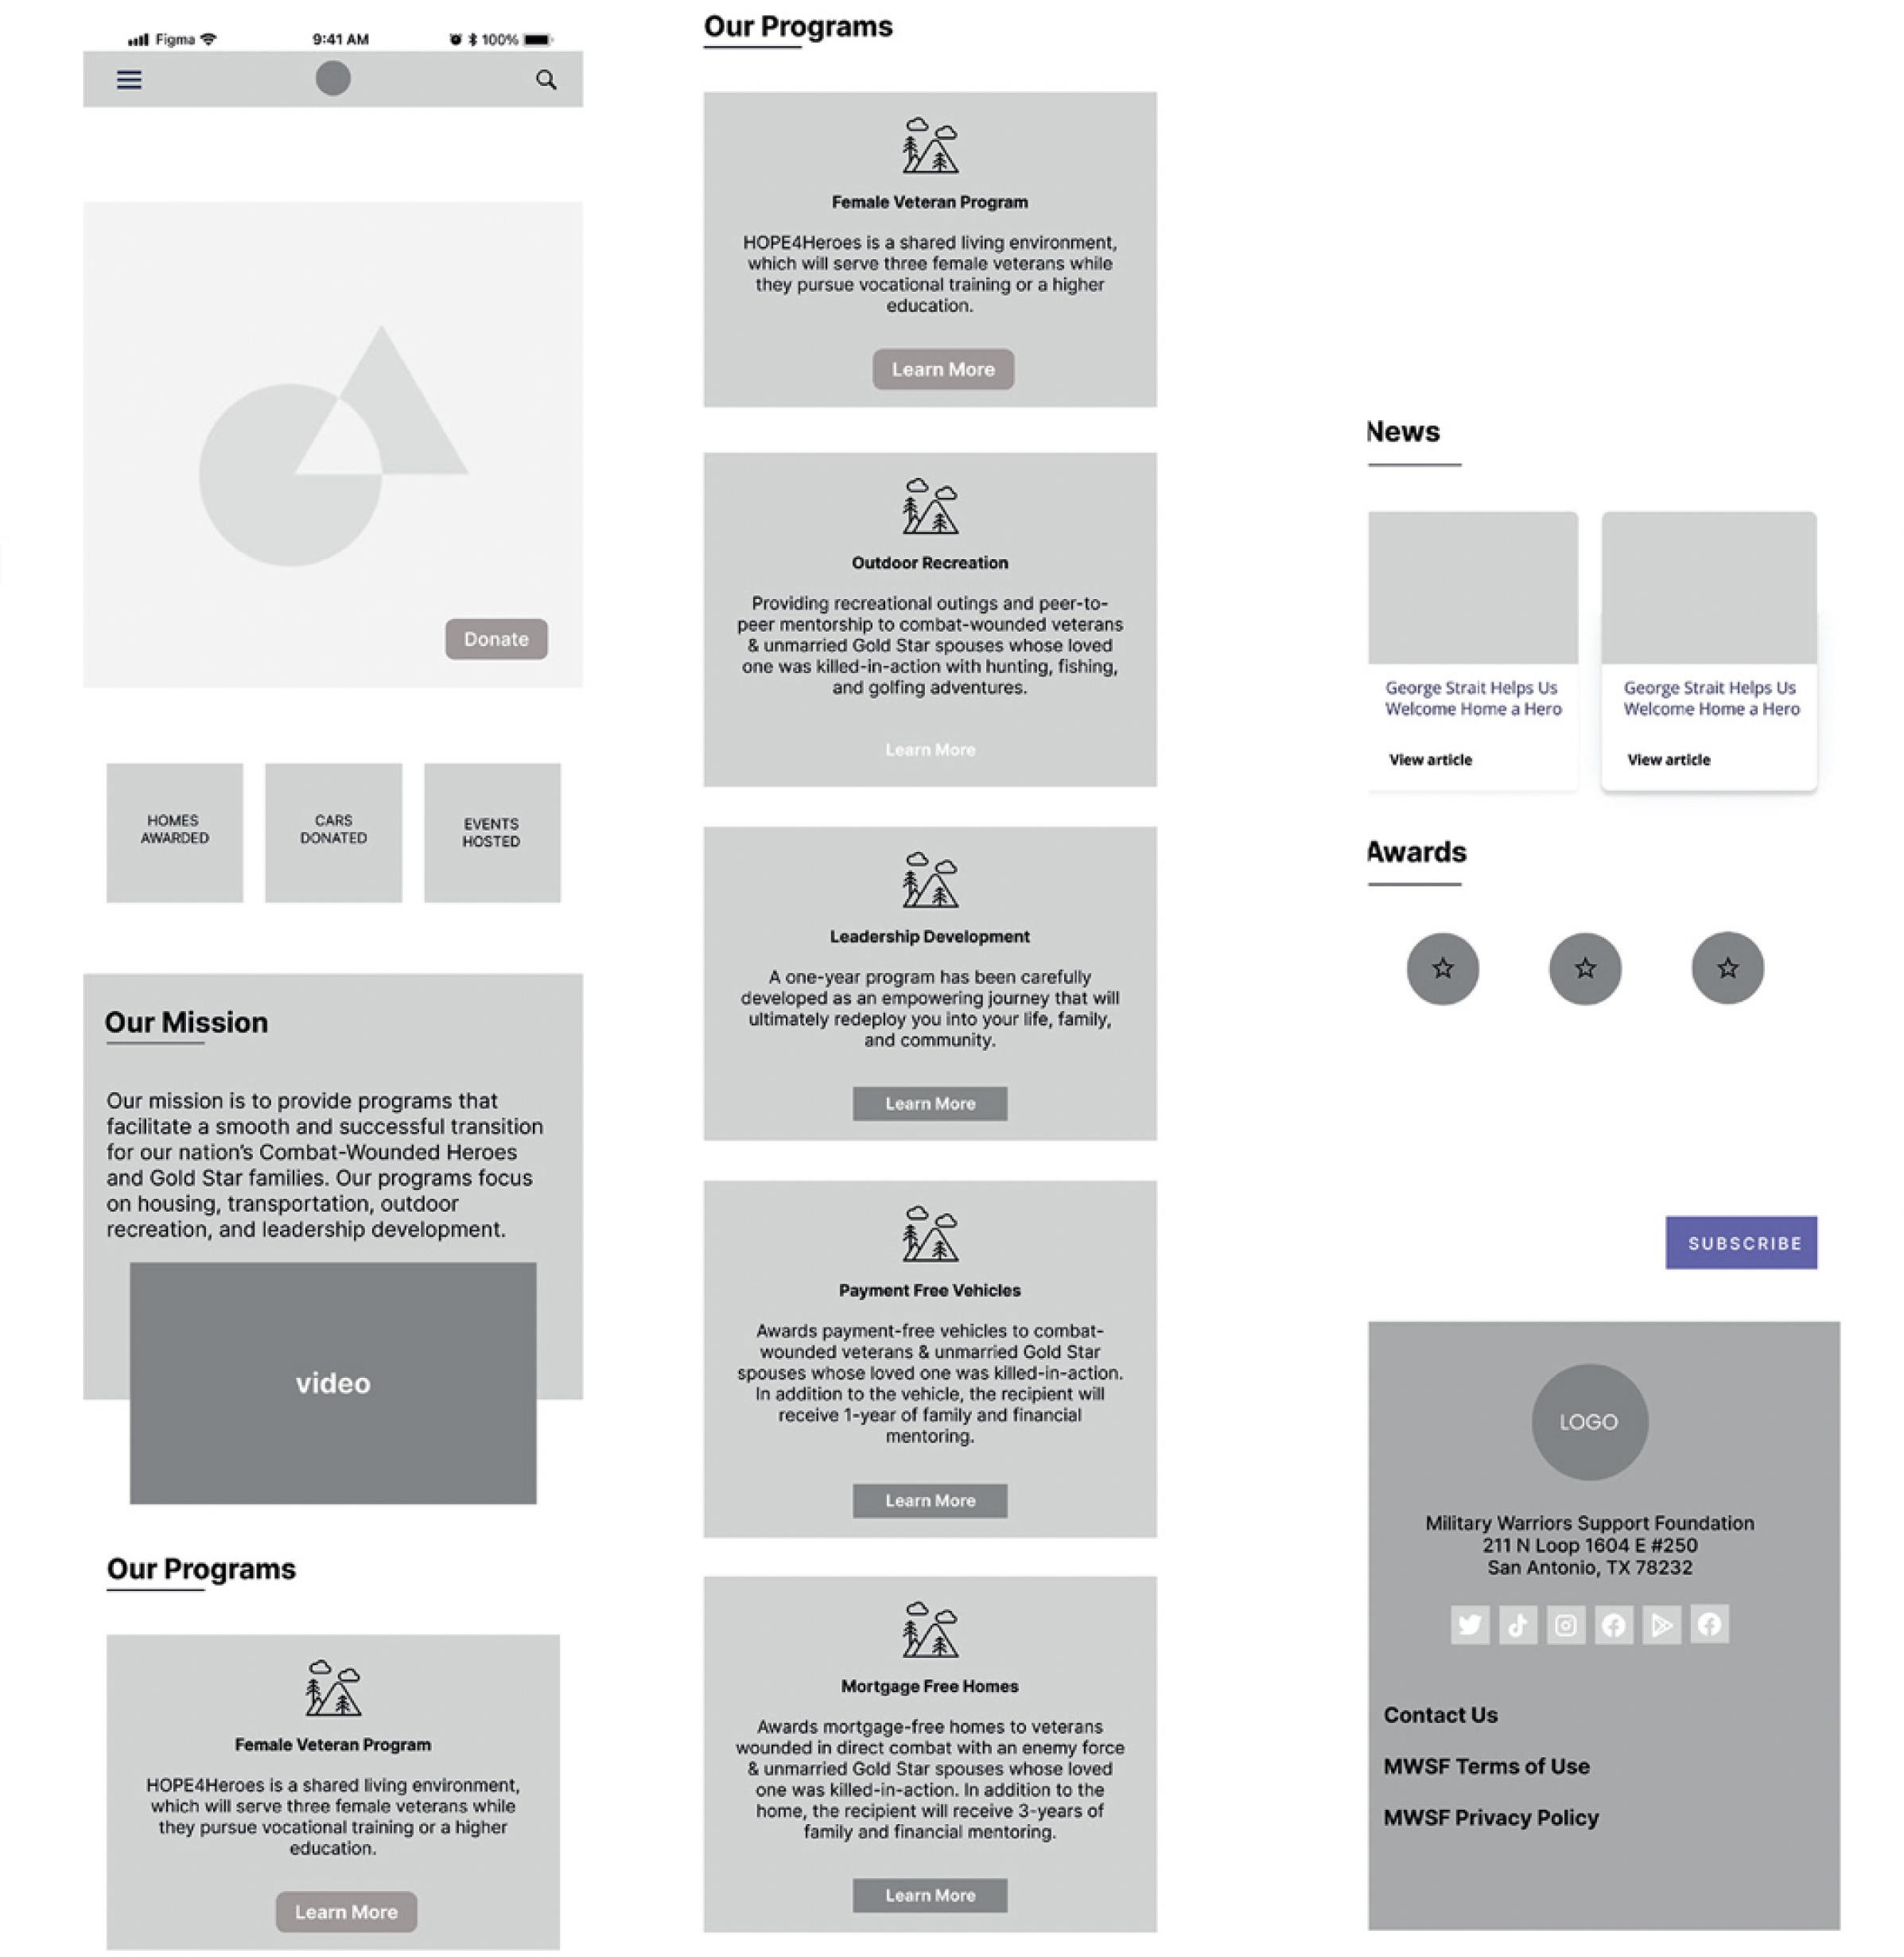 Figma
9:41 AM
100%
Donate
HOMES
AWARDED
CARS
DONATED
EVENTS
HOSTED
Our Mission
Our mission is to provide programs that
facilitate a smooth and successful transition
for our nation's Combat-Wounded Heroes
and Gold Star families. Our programs focus
on housing, transportation, outdoor
recreation, and leadership development.
video
Our Programs
Female Veteran Program
HOPE4Heroes is a shared living environment,
which will serve three female veterans while
they pursue vocational training or a higher
education.
Learn More
Our Programs
Female Veteran Program
HOPE4Heroes is a shared living environment,
which will serve three female veterans while
they pursue vocational training or a higher
education.
Learn More
Outdoor Recreation
Providing recreational outings and peer-to-
peer mentorship to combat-wounded veterans
& unmarried Gold Star spouses whose loved
one was killed-in-action with hunting, fishing,
and golfing adventures.
Learn More
Leadership Development
A one-year program has been carefully
developed as an empowering journey that will
ultimately redeploy you into your life, family,
and community.
Learn More
Payment Free Vehicles
Awards payment-free vehicles to combat-
wounded veterans & unmarried Gold Star
spouses whose loved one was killed-in-action.
In addition to the vehicle, the recipient will
receive 1-year of family and financial
mentoring.
Learn More
Mortgage Free Homes
Awards mortgage-free homes to veterans
wounded in direct combat with an enemy force
& unmarried Gold Star spouses whose loved
one was killed-in-action. In addition to the
home, the recipient will receive 3-years of
family and financial mentoring.
Learn More
News
George Strait Helps Us
Welcome Home a Hero
View article
George Strait Helps Us
Welcome Home a Hero
View article
Awards
SUBSCRIBE
LOGO
Military Warriors Support Foundation
211 N Loop 1604 E #250
San Antonio, TX 78232
Contact Us
MWSF Terms of Use
MWSF Privacy Policy